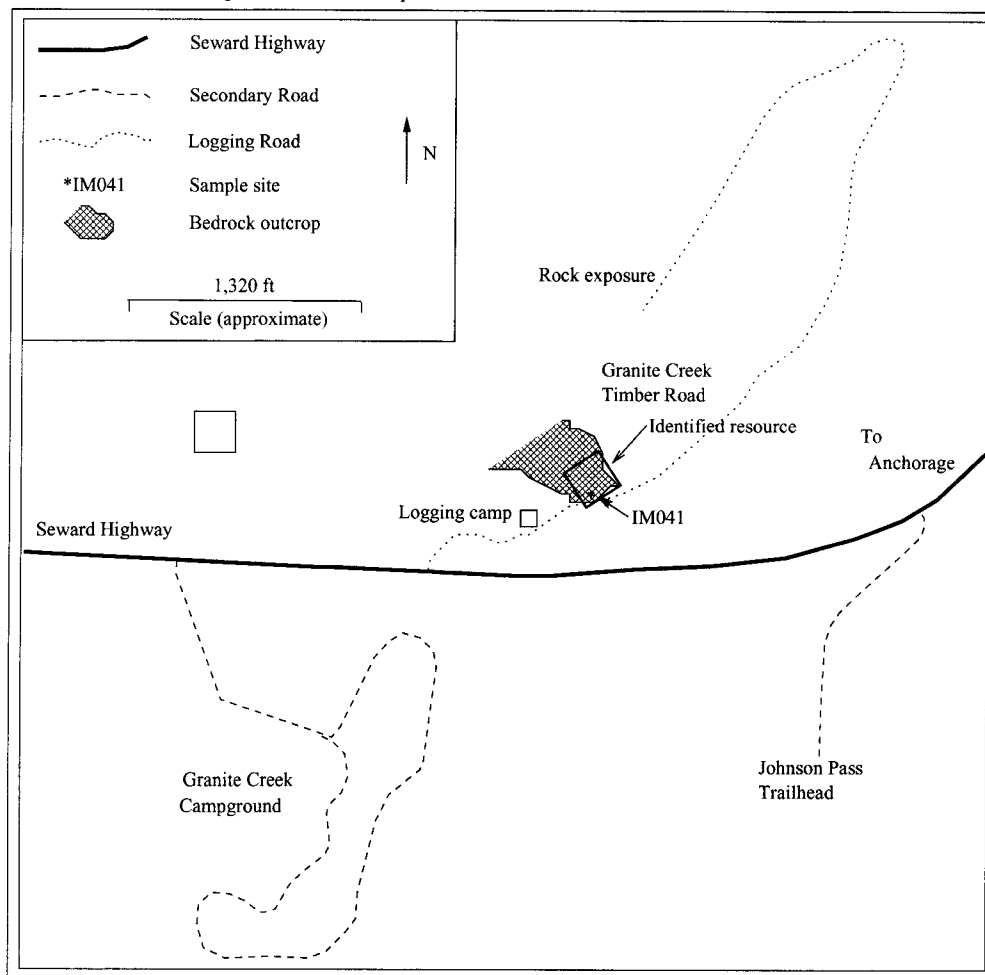 Seward Highway
Secondary Road
Logging Road
N
*IM041
Sample site
Bedrock outcrop
1,320 ft
Scale (approximate)
Rock exposure
Granite Creek
Timber Road
Identified resource
To
Anchorage
Logging camp
IM041
Seward Highway
Granite Creek
Campground
Johnson Pass
Trailhead